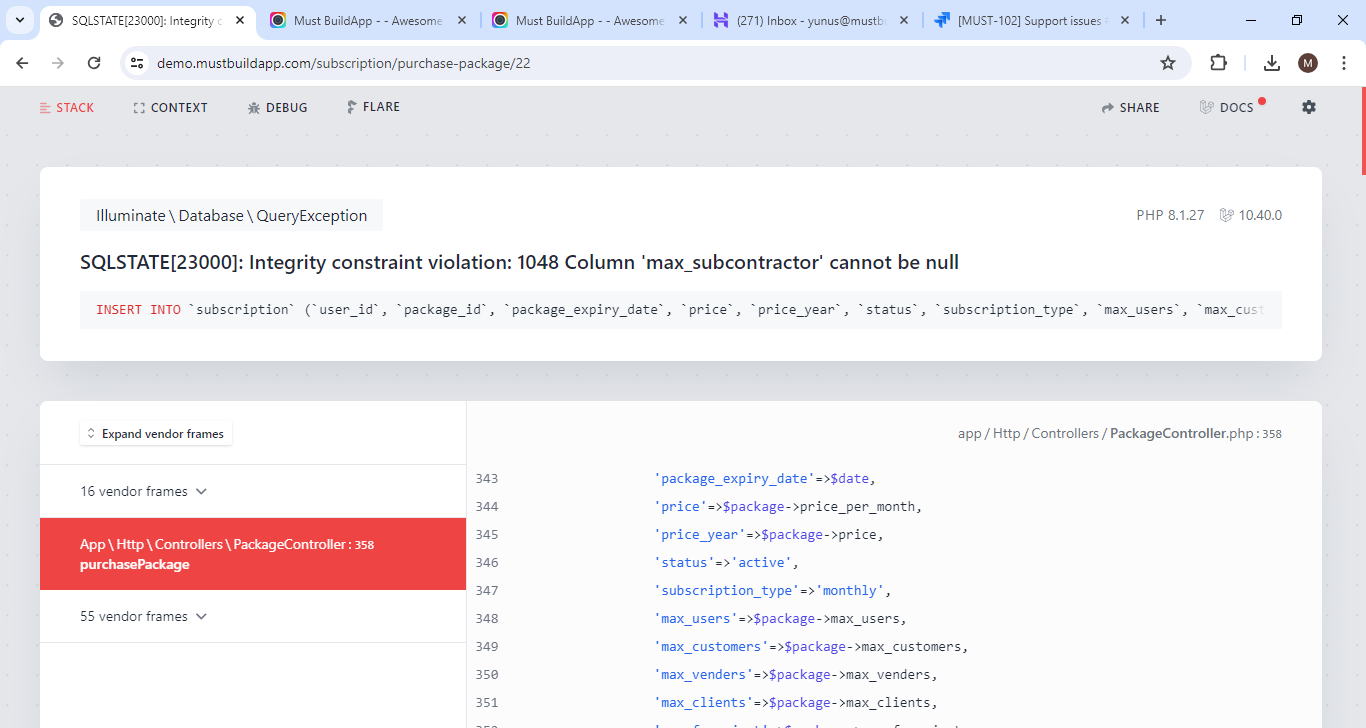 SQLSTATE[23000]: Integrity c
Must BuildApp - - Awesome
Must BuildApp - - Awesome
(271) Inbox - yunus@mustbu
[MUST-102] Support issues
demo.mustbuildapp.com/subscription/purchase-package/22
M
STACK
CONTEXT
DEBUG
FLARE
SHARE
DOCS
Illuminate \ Database \ QueryException
PHP 8.1.27
10.40.0
SQLSTATE[23000]: Integrity constraint violation: 1048 Column 'max_subcontractor' cannot be null
INSERT INTO `subscription` (`user_id`, `package_id`, `package_expiry_date`, `price`, `price_year`, `status`, `subscription_type`, `max_users`, `max_cust
Expand vendor frames
16 vendor frames
App \ Http \ Controllers \ PackageController : 358
purchasePackage
55 vendor frames
app / Http / Controllers / PackageController.php : 358
343 'package_expiry_date'=>$date,
344 'price'=>$package->price_per_month,
345 'price_year'=>$package->price,
346 'status'=>'active',
347 'subscription_type'=>'monthly',
348 'max_users'=>$package->max_users,
349 'max_customers'=>$package->max_customers,
350 'max_venders'=>$package->max_venders,
351 'max_clients'=>$package->max_clients,